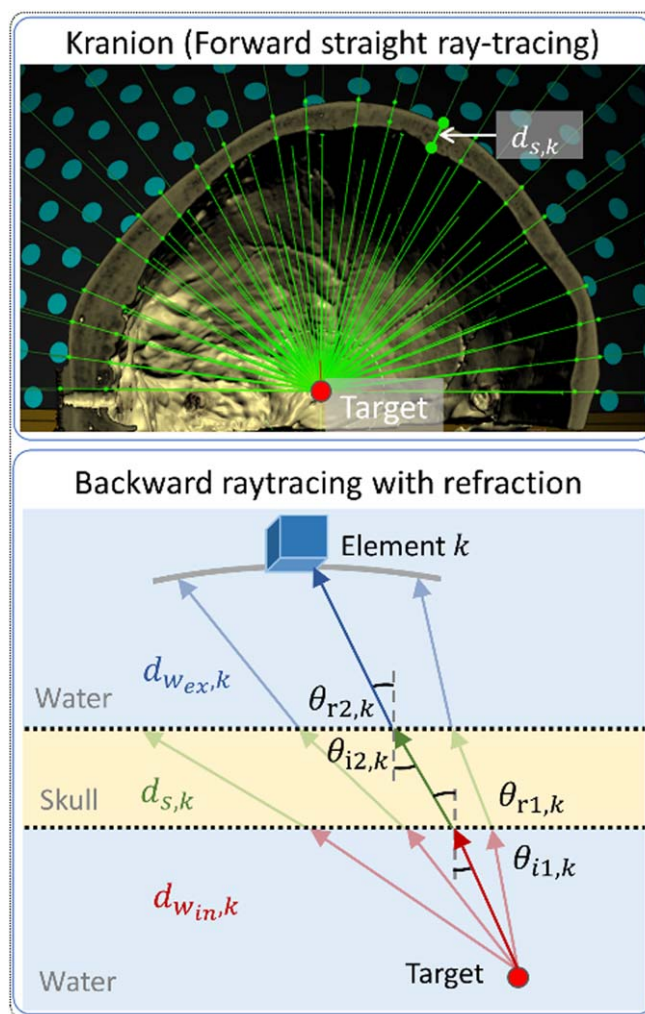 Kranion (Forward straight ray-tracing)
d_{s,k}
Target
Backward raytracing with refraction
Element k
d_{w_{ex},k}
Water
θ_{r2,k}
θ_{i2,k}
Skull
d_{s,k}
θ_{r1,k}
θ_{i1,k}
d_{w_{in},k}
Target
Water